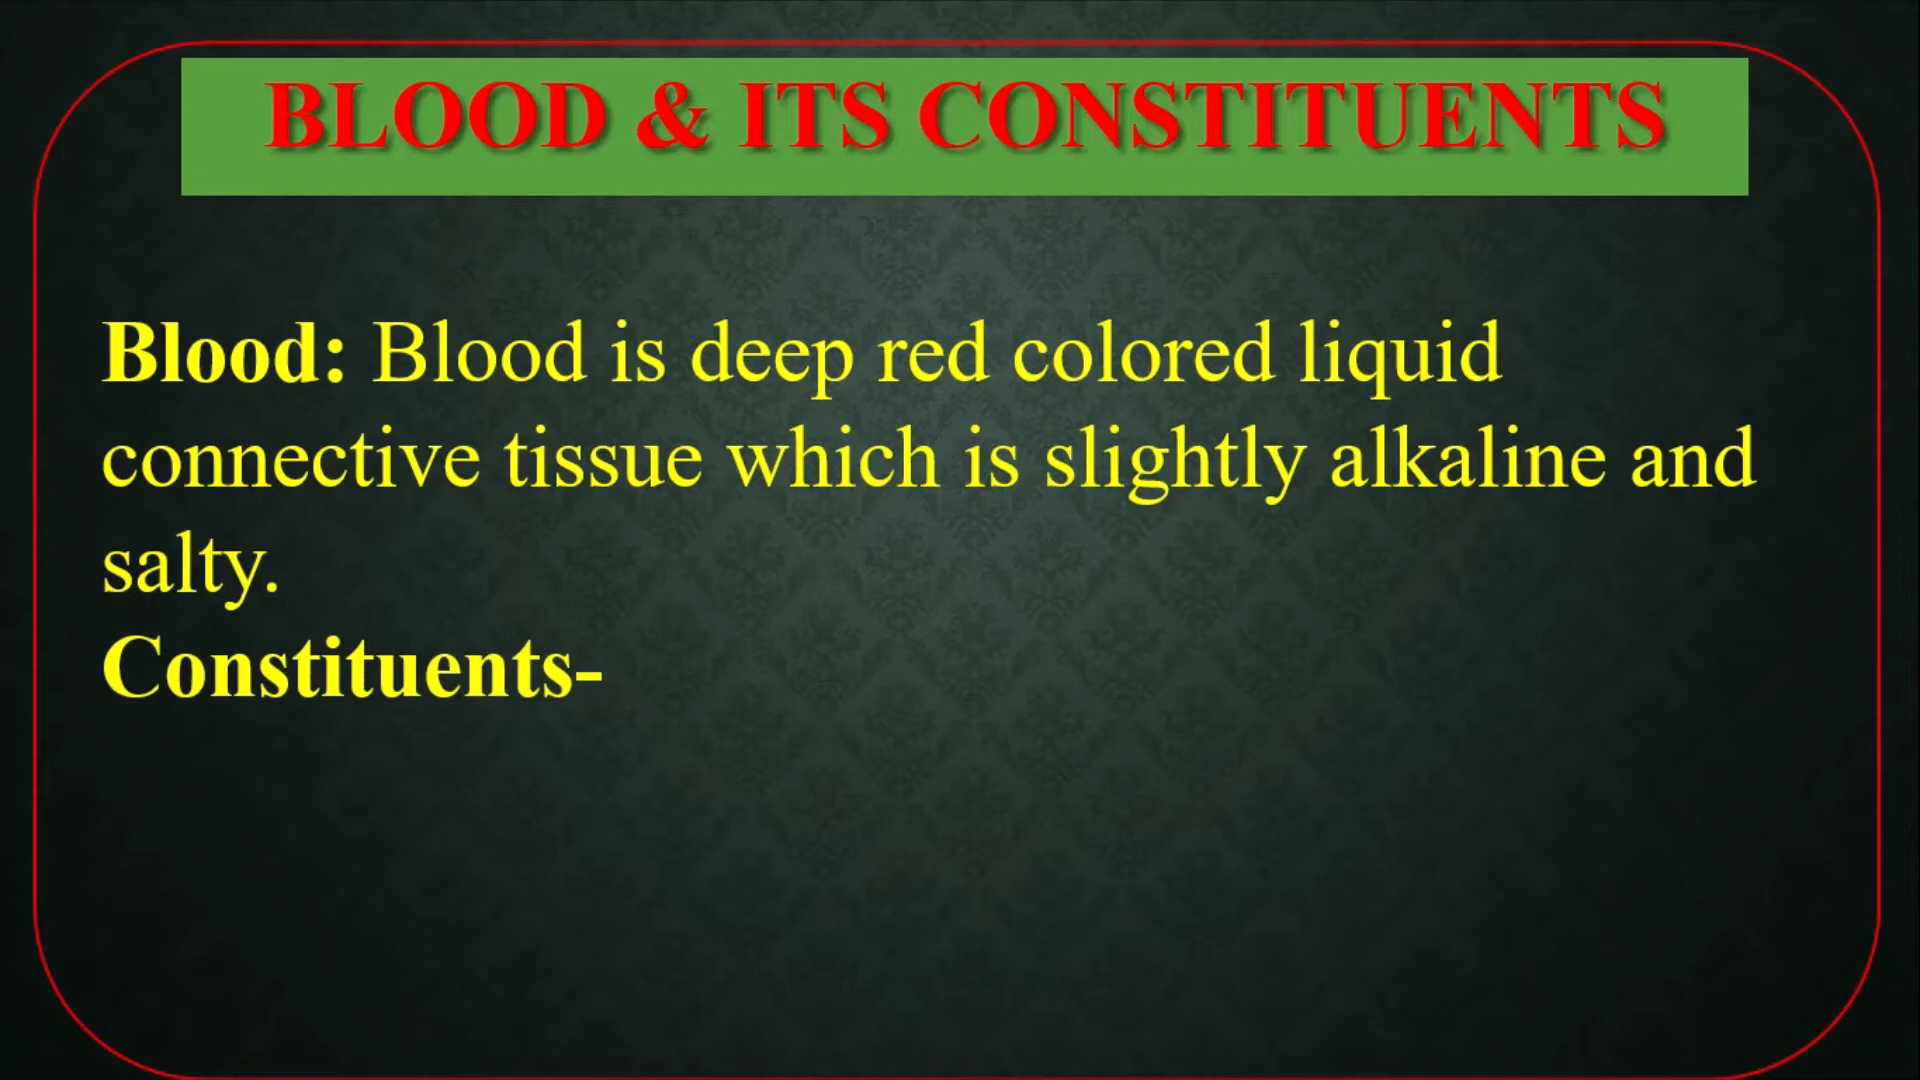 BLOOD & ITS CONSTITUENTS
Blood: Blood is deep red colored liquid
connective tissue which is slightly alkaline and
salty.
Constituents-